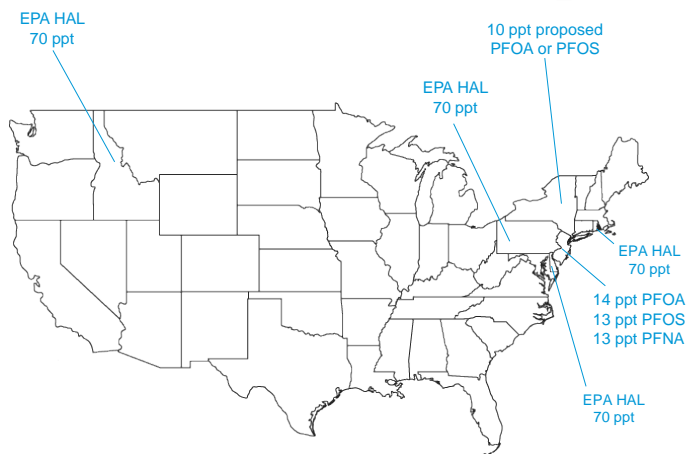 EPA HAL
70 ppt
10 ppt proposed
PFOA or PFOS
EPA HAL
70 ppt
EPA HAL
70 ppt
14 ppt PFOA
13 ppt PFOS
13 ppt PFNA
EPA HAL
70 ppt